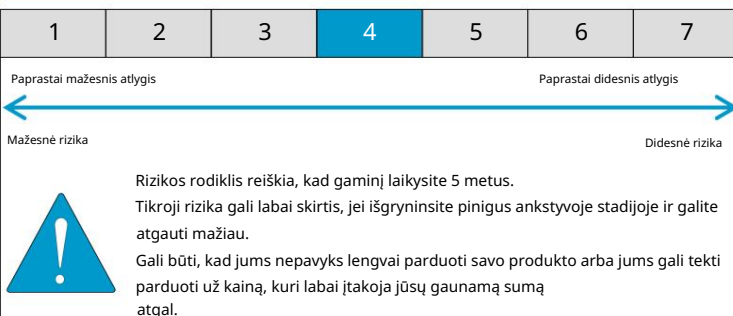 1 2 3 4 5 6 7
Paprastai mažesnis atlygis Paprastai didesnis atlygis
Mažesnė rizika Didesnė rizika
Rizikos rodiklis reiškia, kad gaminį laikysite 5 metus.
Tikroji rizika gali labai skirtis, jei išgryninsite pinigus ankstyvoje stadijoje ir galite
atgauti mažiau.
Gali būti, kad jums nepavyks lengvai parduoti savo produkto arba jums gali tekti
parduoti už kainą, kuri labai įtakoja jūsų gaunamą sumą
atgal.